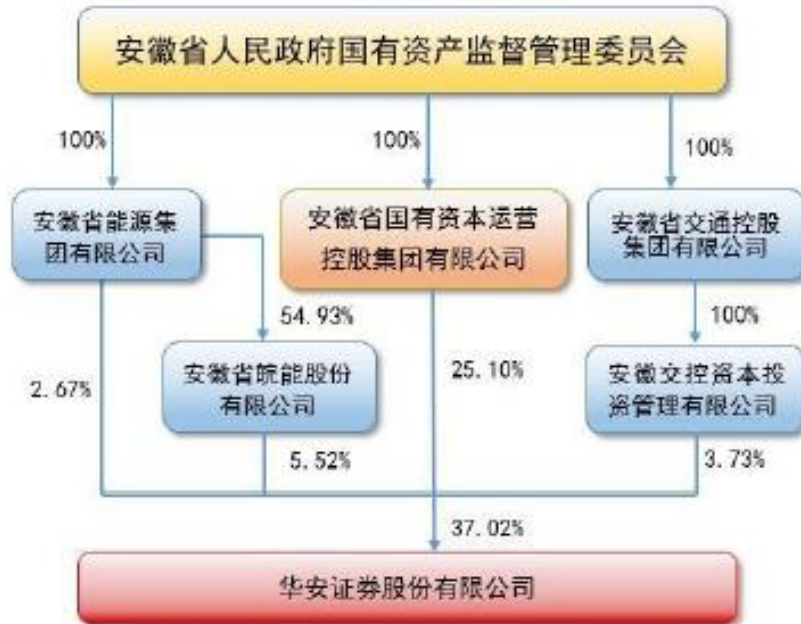 安徽省人民政府国有资产监督管理委员会
100%
100%
100%
安徽省能源集
团有限公司
安徽省国有资本运营
控股集团有限公司
安徽省交通控股
集团有限公司
54.93%
100%
2.67%
安徽省皖能股份
有限公司
25.10%
安徽交控资本投
资管理有限公司
5.52%
3.73%
37.02%
华安证券股份有限公司